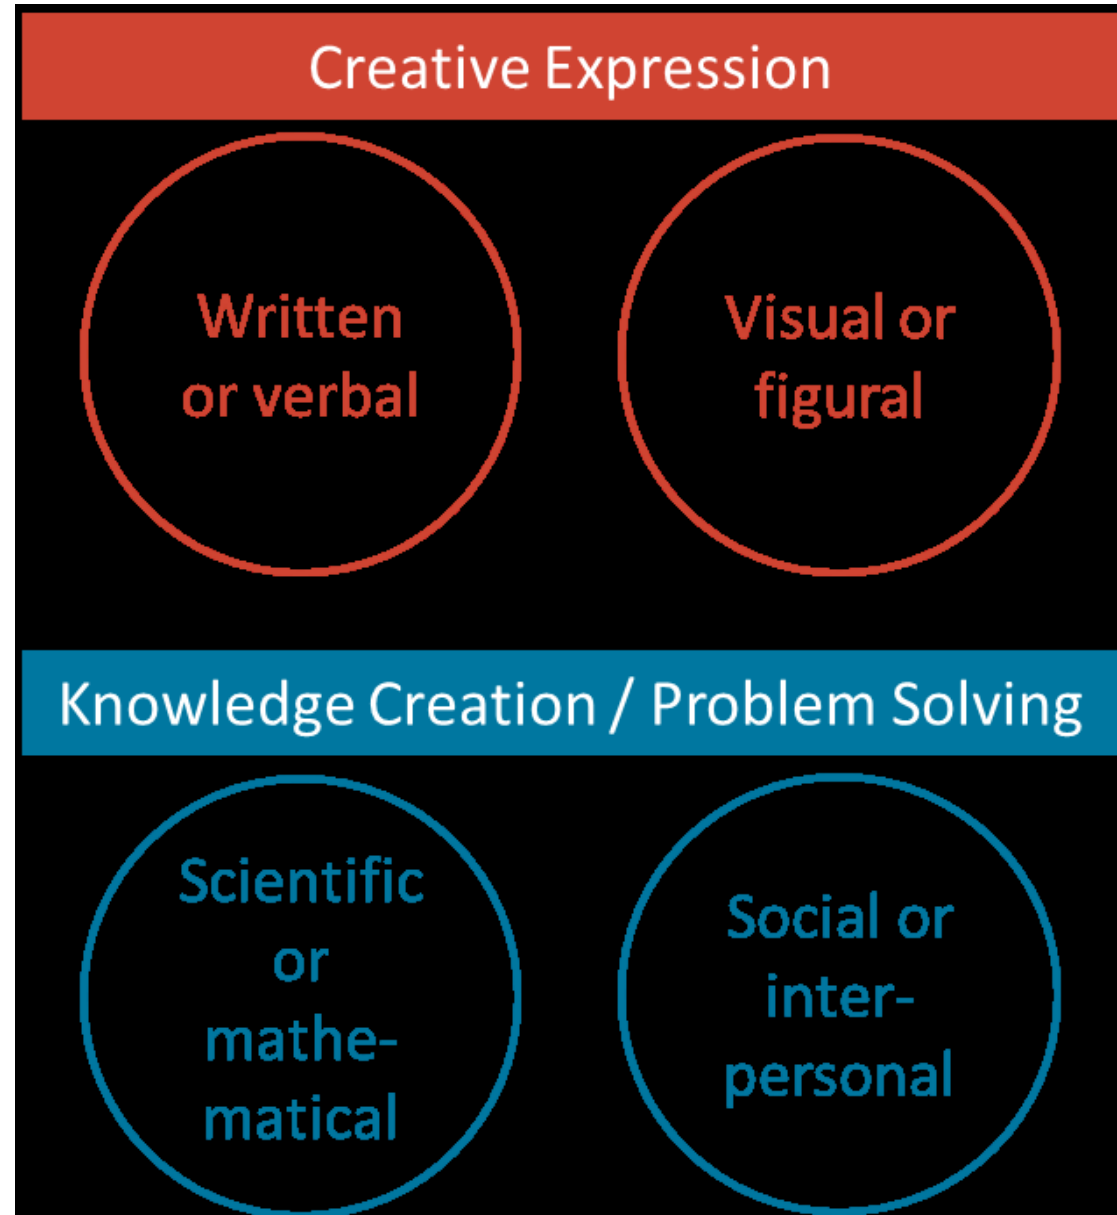 Creative Expression
Written
or verbal
Visual or
figural
Knowledge Creation / Problem Solving
Scientific
or
mathe-
matical
Social or
inter-
personal